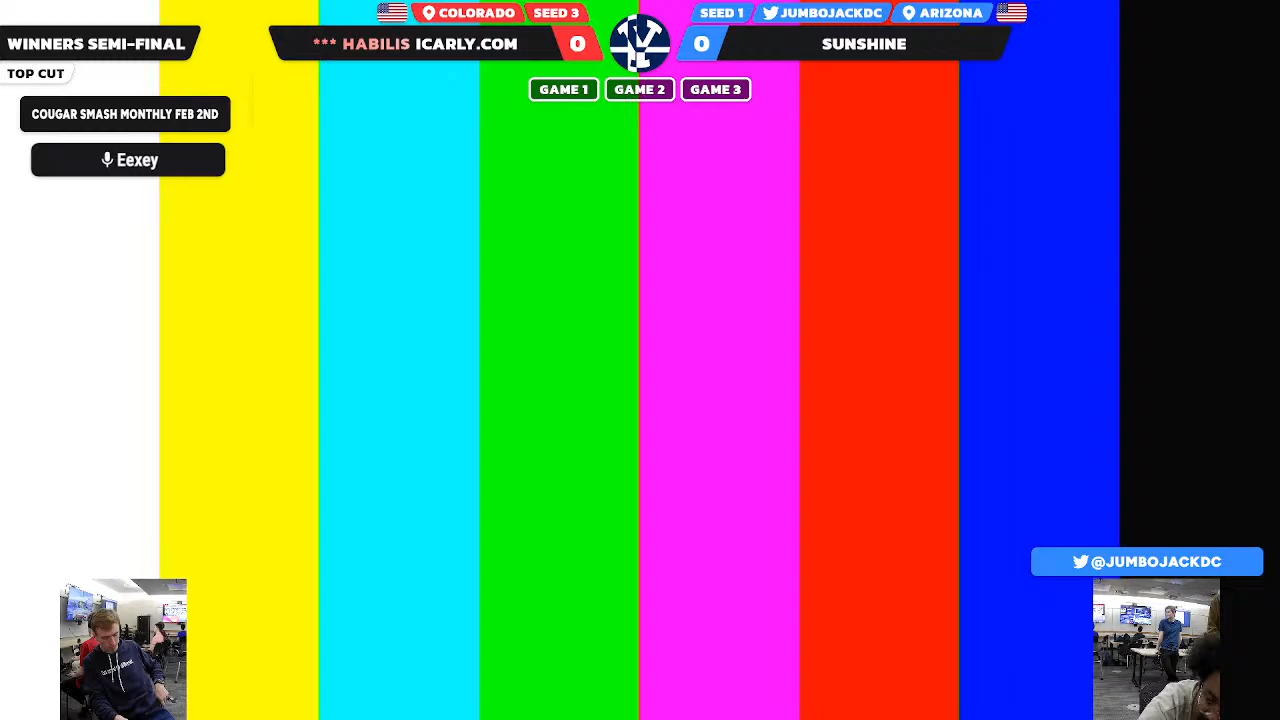 COLORADO SEED 3
SEED 1 JUMBOJACKDC ARIZONA
WINNERS SEMI-FINAL
*** HABILIS ICARLY.COM 0
0 SUNSHINE
TOP CUT
GAME 1 GAME 2 GAME 3
COUGAR SMASH MONTHLY FEB 2ND
Eexey
@JUMBOJACKDC